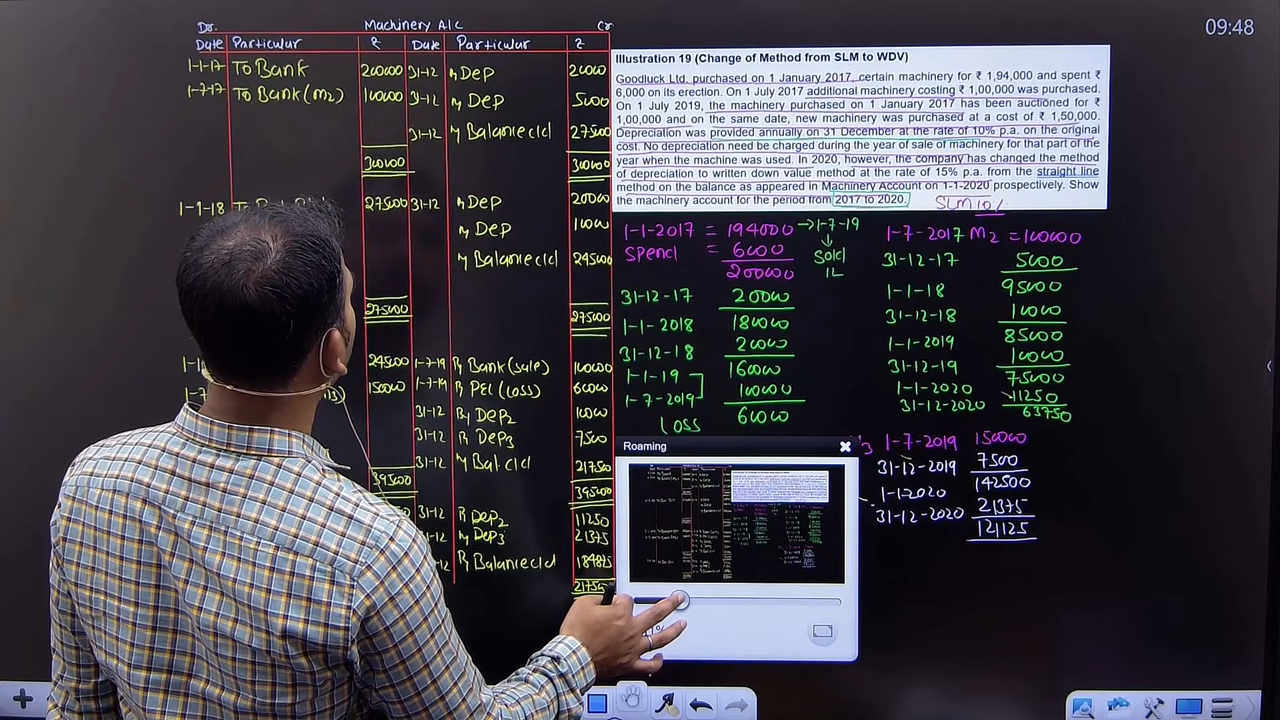 09:48
Dr. Machinery A/c Cr
Date Particular ₹ Date Particular ₹
1-1-17 To Bank 200000 31-12 By Dep 20000
1-7-17 To Bank (M2) 100000 31-12 By Dep 5000
31-12 By Balance c/d 275000
300000 300000
1-1-18 275000 31-12 By Dep 20000
By Dep 10000
By Balance c/d 245000
275000 275000
245000 1-7-19 By Bank (sale) 100000
150000 1-7-19 By P&L (Loss) 60000
31-12 By Dep2 10000
31-12 By Dep3 7500
31-12 By Bal c/d 217500
395000 395000
By Dep2 11250
By Dep3 21375
By Balance c/d 184875
Illustration 19 (Change of Method from SLM to WDV)
Goodluck Ltd. purchased on 1 January 2017, certain machinery for ₹ 1,94,000 and spent ₹
6,000 on its erection. On 1 July 2017 additional machinery costing ₹ 1,00,000 was purchased.
On 1 July 2019, the machinery purchased on 1 January 2017 has been auctioned for ₹
1,00,000 and on the same date, new machinery was purchased at a cost of ₹ 1,50,000.
Depreciation was provided annually on 31 December at the rate of 10% p.a. on the original
cost. No depreciation need be charged during the year of sale of machinery for that part of the
year when the machine was used. In 2020, however, the company has changed the method
of depreciation to written down value method at the rate of 15% p.a. from the straight line
method on the balance as appeared in Machinery Account on 1-1-2020 prospectively. Show
the machinery account for the period from 2017 to 2020.
SLM 10%
1-1-2017 = 194000 → 1-7-19
Spend = 6000 Sold
200000 1L
31-12-17 20000
1-1-2018 180000
31-12-18 20000
1-1-19 160000
1-7-2019 100000
Loss 60000
1-7-2017 M2 = 100000
31-12-17 5000
1-1-18 95000
31-12-18 10000
1-1-2019 85000
31-12-19 10000
1-1-2020 75000
31-12-2020 11250
63750
1-7-2019 150000
31-12-2019 7500
1-1-2020 142500
31-12-2020 21375
121125
Roaming